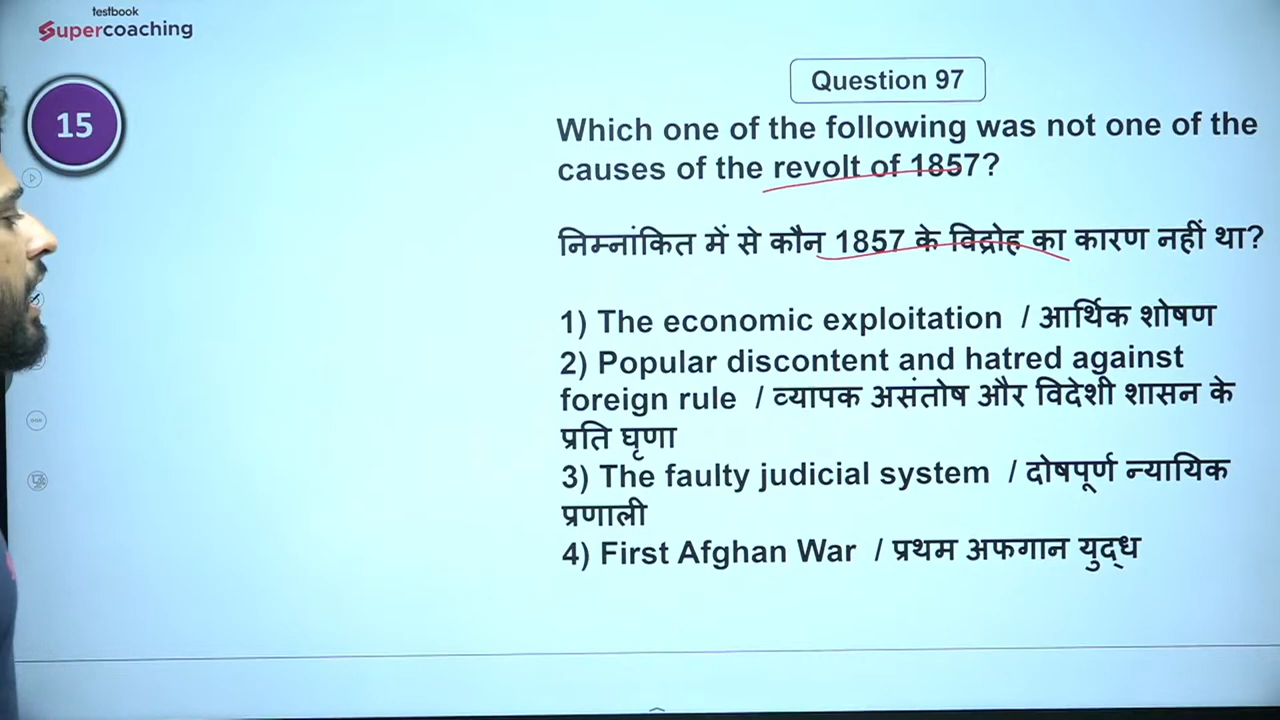 testbook
Supercoaching
15
Question 97
Which one of the following was not one of the
causes of the revolt of 1857?
निम्नांकित में से कौन 1857 के विद्रोह का कारण नहीं था?
1) The economic exploitation / आर्थिक शोषण
2) Popular discontent and hatred against
foreign rule / व्यापक असंतोष और विदेशी शासन के
प्रति घृणा
3) The faulty judicial system / दोषपूर्ण न्यायिक
प्रणाली
4) First Afghan War / प्रथम अफगान युद्ध